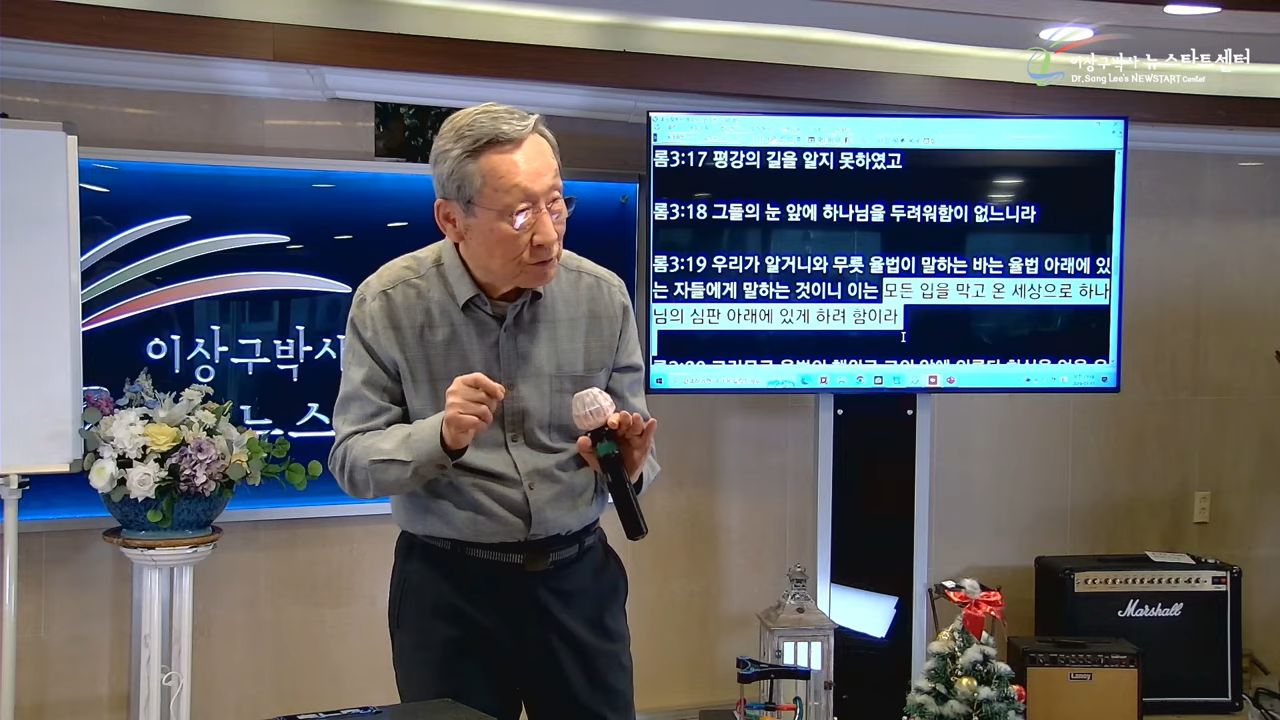 이상구박사 뉴스타트센터
Dr. Sang Lee's NEWSTART Center
롬3:17 평강의 길을 알지 못하였고
롬3:18 그들의 눈 앞에 하나님을 두려워함이 없느니라
롬3:19 우리가 알거니와 무릇 율법이 말하는 바는 율법 아래에 있
는 자들에게 말하는 것이니 이는 모든 입을 막고 온 세상으로 하나
님의 심판 아래에 있게 하려 함이라
이상구박사
뉴스
Marshall
Laney